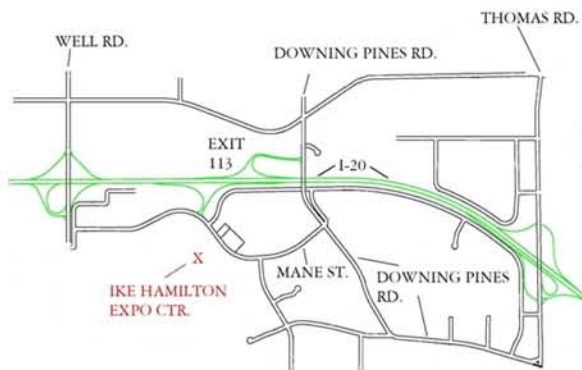 THOMAS RD.
WELL RD.
DOWNING PINES RD.
EXIT
113
I-20
X
IKE HAMILTON
EXPO CTR.
MANE ST.
DOWNING PINES
RD.